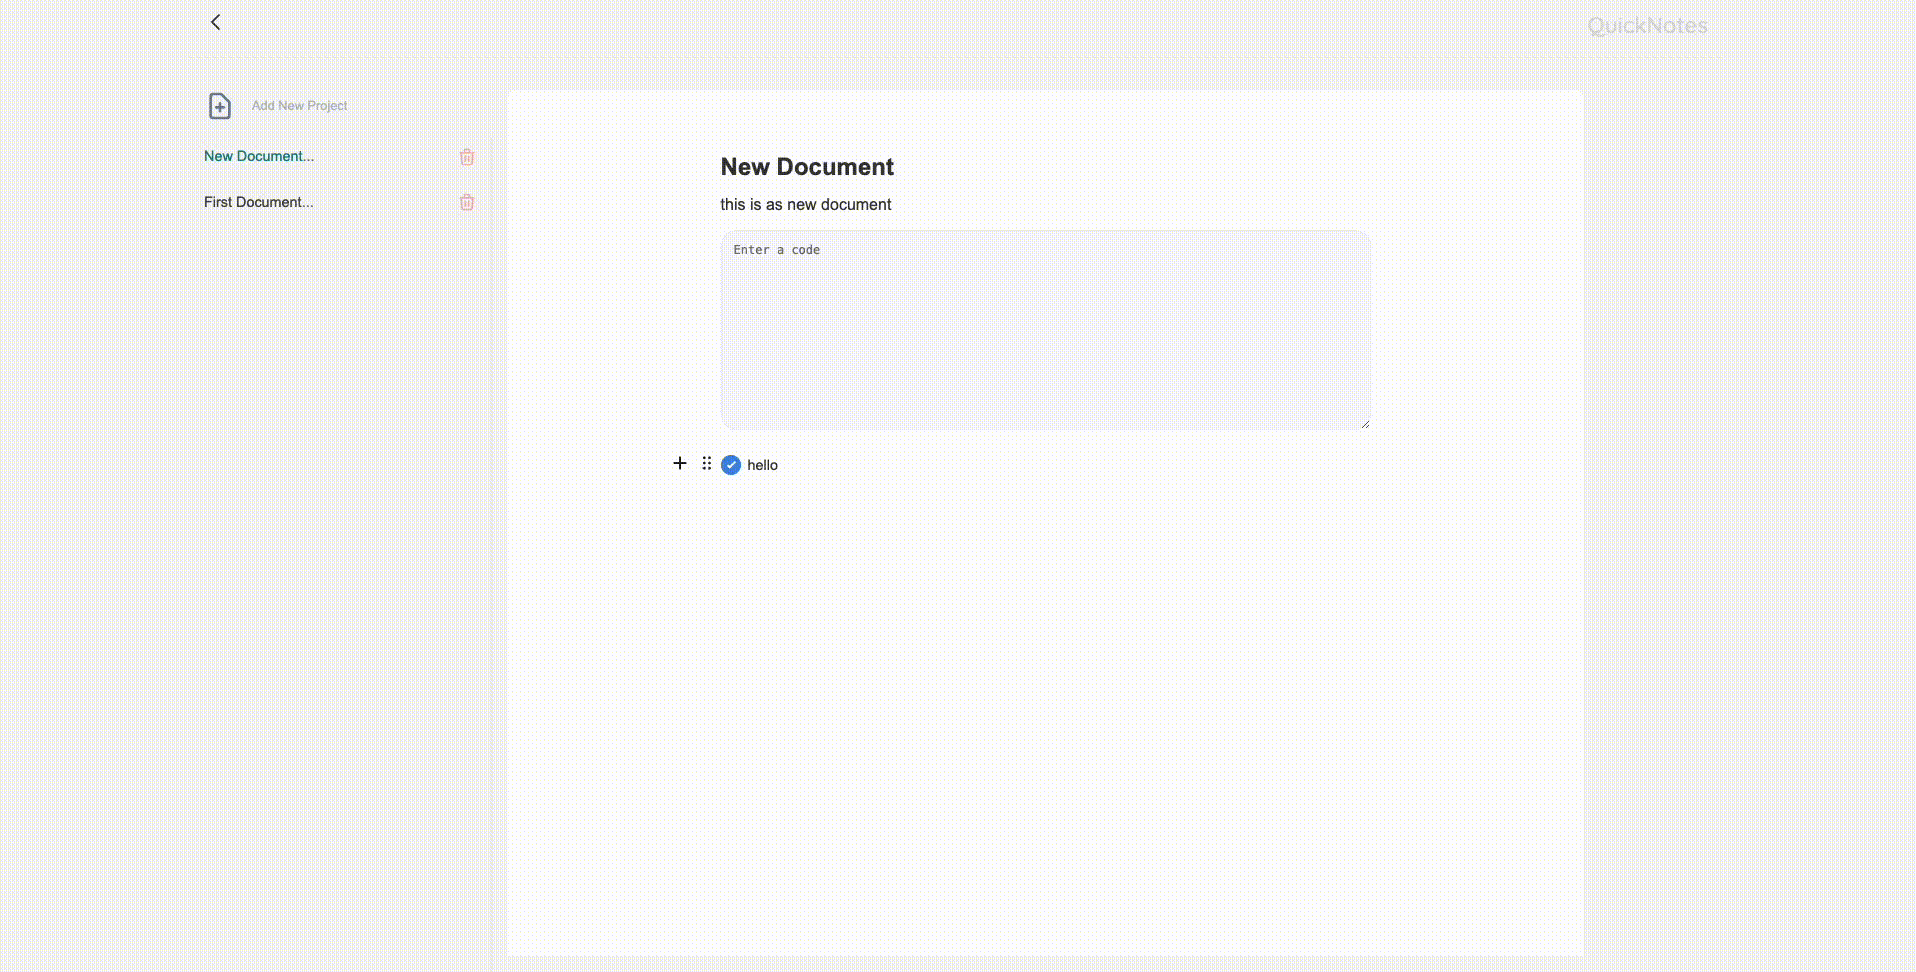 QuickNotes
Add New Project
New Document...
First Document...
New Document
this is as new document
Enter a code
hello